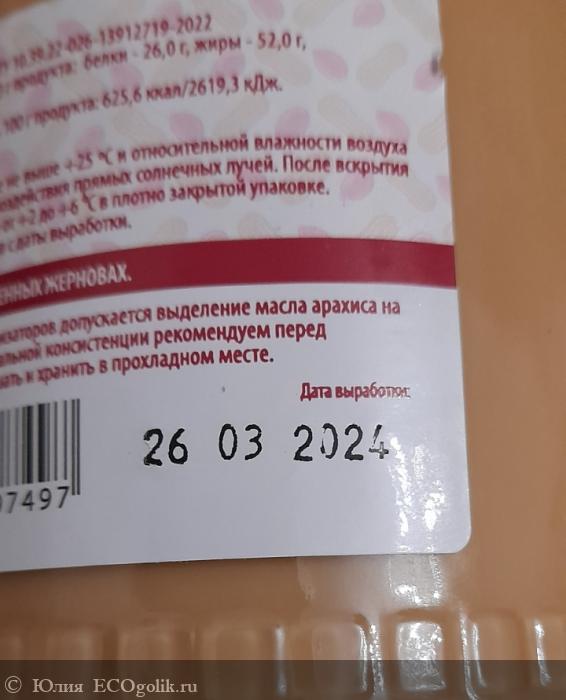 10.39.22-026-13912719-2022
г продукта: белки - 26,0 г, жиры - 52,0 г,
100 г продукта: 625,6 ккал/2619,3 кДж.
не выше +25 °С и относительной влажности воздуха
прямых солнечных лучей. После вскрытия
от +2 до +6 °С в плотно закрытой упаковке.
с даты выработки.
ЖЕРНОВАХ.
допускается выделение масла арахиса на
консистенции рекомендуем перед
и хранить в прохладном месте.
Дата выработки:
26 03 2024
7497
© Юлия ECOgolik.ru